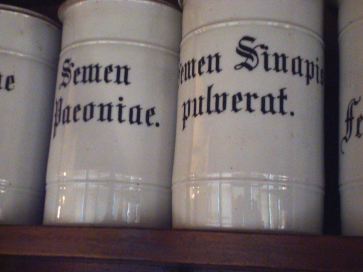 Semen
Paeoniae.
Semen Sinapis
pulverat.